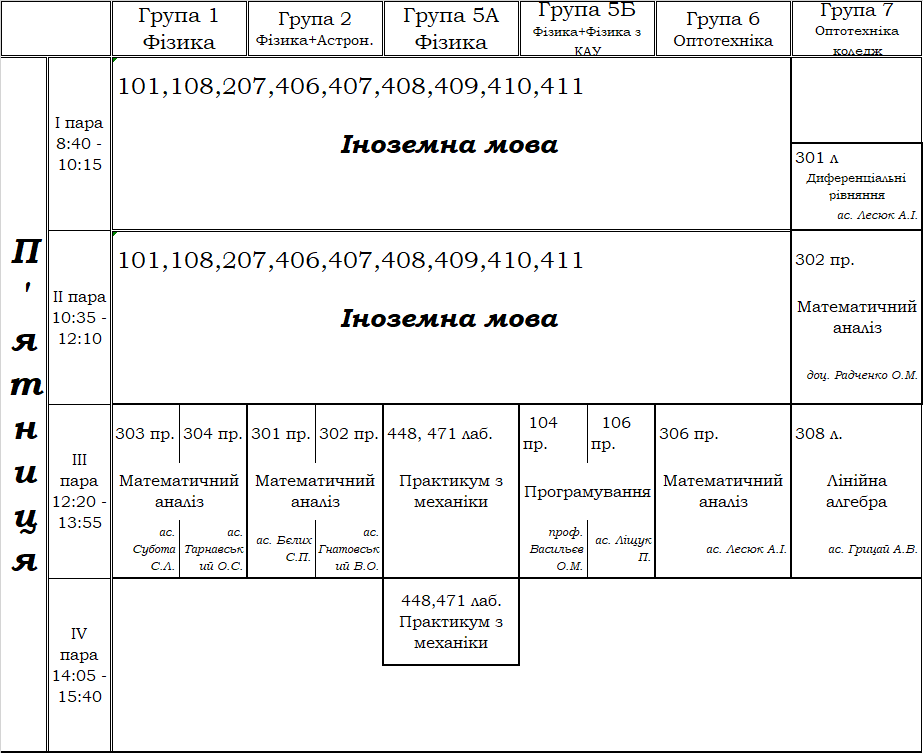 Група 1
Фізика
Група 2
Фізика+Астрон.
Група 5А
Фізика
Група 5Б
Фізика+Фізика з
КАУ
Група 6
Оптотехніка
Група 7
Оптотехніка
коледж
П'ятниця
I пара
8:40 -
10:15
101,108,207,406,407,408,409,410,411
Іноземна мова
301 л
Диференціальні
рівняння
ас. Лесюк А.І.
II пара
10:35 -
12:10
101,108,207,406,407,408,409,410,411
Іноземна мова
302 пр.
Математичний
аналіз
доц. Радченко О.М.
III
пара
12:20 -
13:55
303 пр.
304 пр.
Математичний
аналіз
ас.
Субота
С.Л.
ас.
Тарнавськ
ий О.С.
301 пр.
302 пр.
Математичний
аналіз
ас. Бєлих
С.П.
ас.
Гнатовськ
ий В.О.
448, 471 лаб.
Практикум з
механіки
104
пр.
106
пр.
Програмування
проф.
Васильєв
О.М.
ас. Ліщук
П.
306 пр.
Математичний
аналіз
ас. Лесюк А.І.
308 л.
Лінійна
алгебра
ас. Грицай А.В.
IV
пара
14:05 -
15:40
448,471 лаб.
Практикум з
механіки